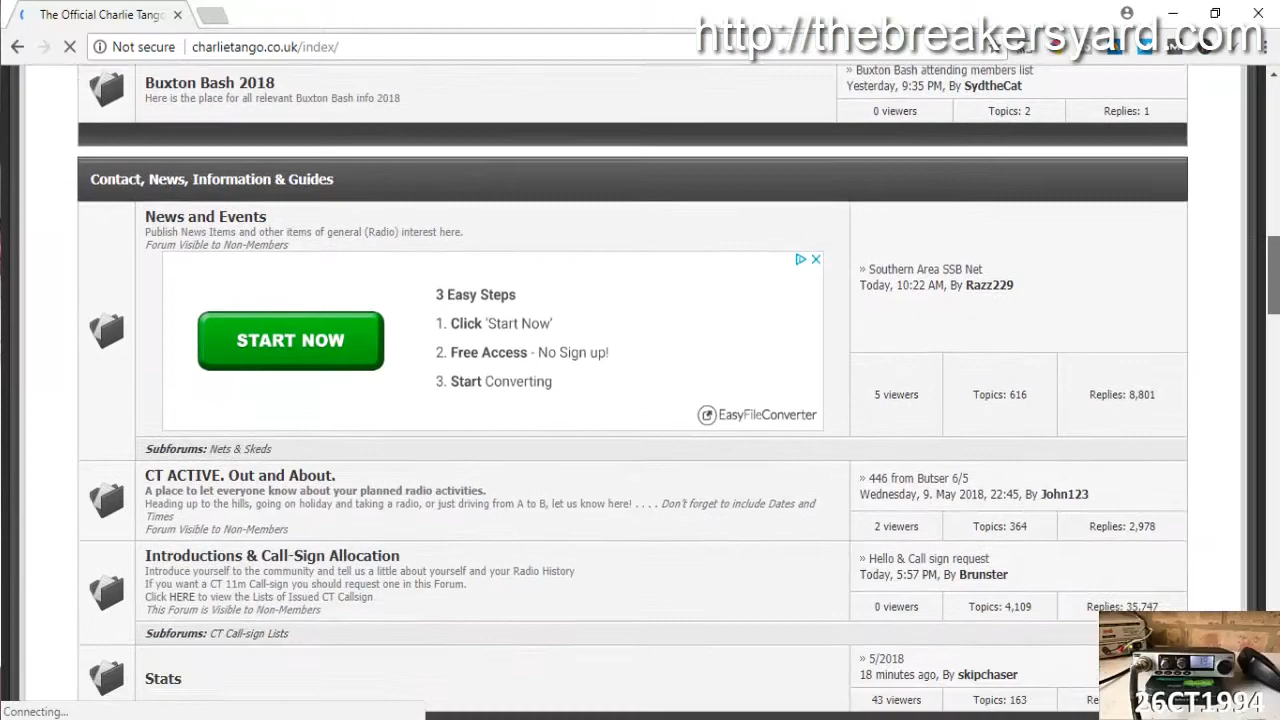 The Official Charlie Tango
http://thebreakersyard.com
Not secure
charlietango.co.uk/index/
Buxton Bash 2018
Here is the place for all relevant Buxton Bash info 2018
» Buxton Bash attending members list
Yesterday, 9:35 PM, By SydtheCat
0 viewers
Topics: 2
Replies: 1
Contact, News, Information & Guides
News and Events
Publish News Items and other items of general (Radio) interest here.
Forum Visible to Non-Members
3 Easy Steps
1. Click 'Start Now'
START NOW
2. Free Access - No Sign up!
3. Start Converting
EasyFileConverter
» Southern Area SSB Net
Today, 10:22 AM, By Razz229
5 viewers
Topics: 616
Replies: 8,801
Subforums: Nets & Skeds
CT ACTIVE. Out and About.
A place to let everyone know about your planned radio activities.
Heading up to the hills, going on holiday and taking a radio, or just driving from A to B, let us know here! . . . . Don't forget to include Dates and
Times
Forum Visible to Non-Members
» 446 from Butser 6/5
Wednesday, 9. May 2018, 22:45, By John123
2 viewers
Topics: 364
Replies: 2,978
Introductions & Call-Sign Allocation
Introduce yourself to the community and tell us a little about yourself and your Radio History
If you want a CT 11m Call-sign you should request one in this Forum.
Click HERE to view the Lists of Issued CT Callsign
This Forum is Visible to Non-Members
» Hello & Call sign request
Today, 5:57 PM, By Brunster
0 viewers
Topics: 4,109
Replies: 35,747
Subforums: CT Call-sign Lists
Stats
» 5/2018
18 minutes ago, By skipchaser
43 viewers
Topics: 163
26CT1994
Connecting...